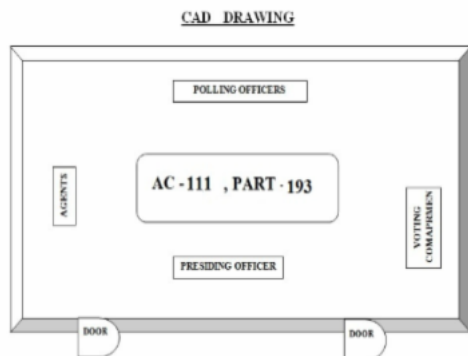 CAD DRAWING
POLLING OFFICERS
AGENTS
AC -111 , PART - 193
VOTING
COMAPRMEN
PRESIDING OFFICER
DOOR
DOOR